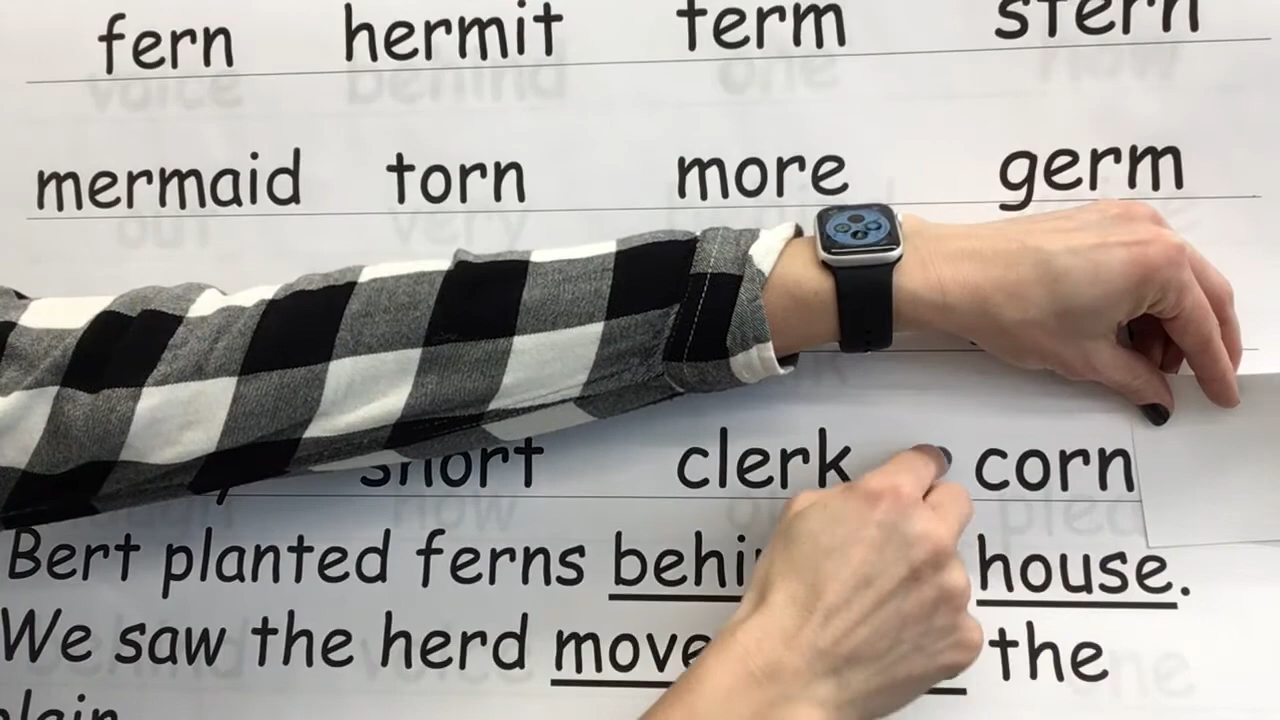 fern hermit term stern
mermaid torn more germ
short clerk corn
Bert planted ferns house.
We saw the herd the